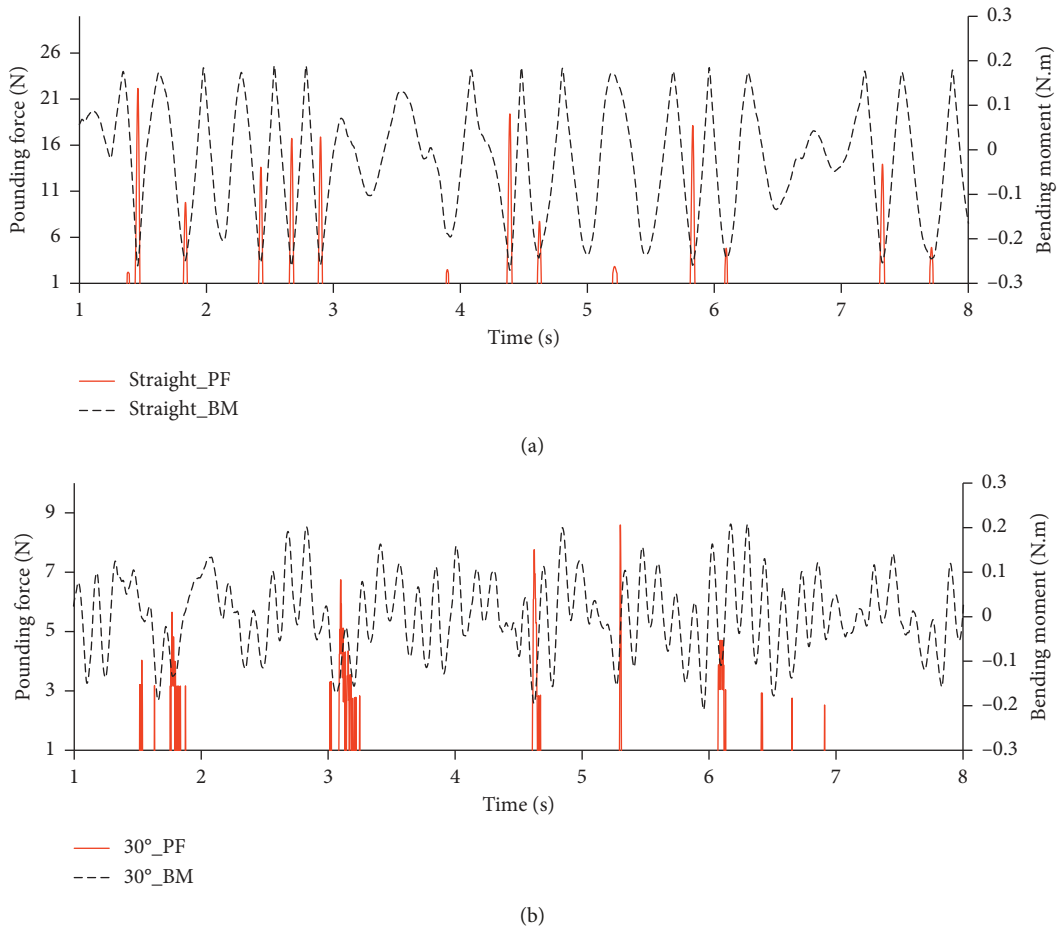 Pounding force (N)
26
21
16
11
6
1
0.3
0.2
0.1
0
–0.1
–0.2
–0.3
Bending moment (N.m)
1 2 3 4 5 6 7 8
Time (s)
Straight_PF
Straight_BM
(a)
Pounding force (N)
9
7
5
3
1
0.3
0.2
0.1
0
–0.1
–0.2
–0.3
Bending moment (N.m)
1 2 3 4 5 6 7 8
Time (s)
30°_PF
30°_BM
(b)